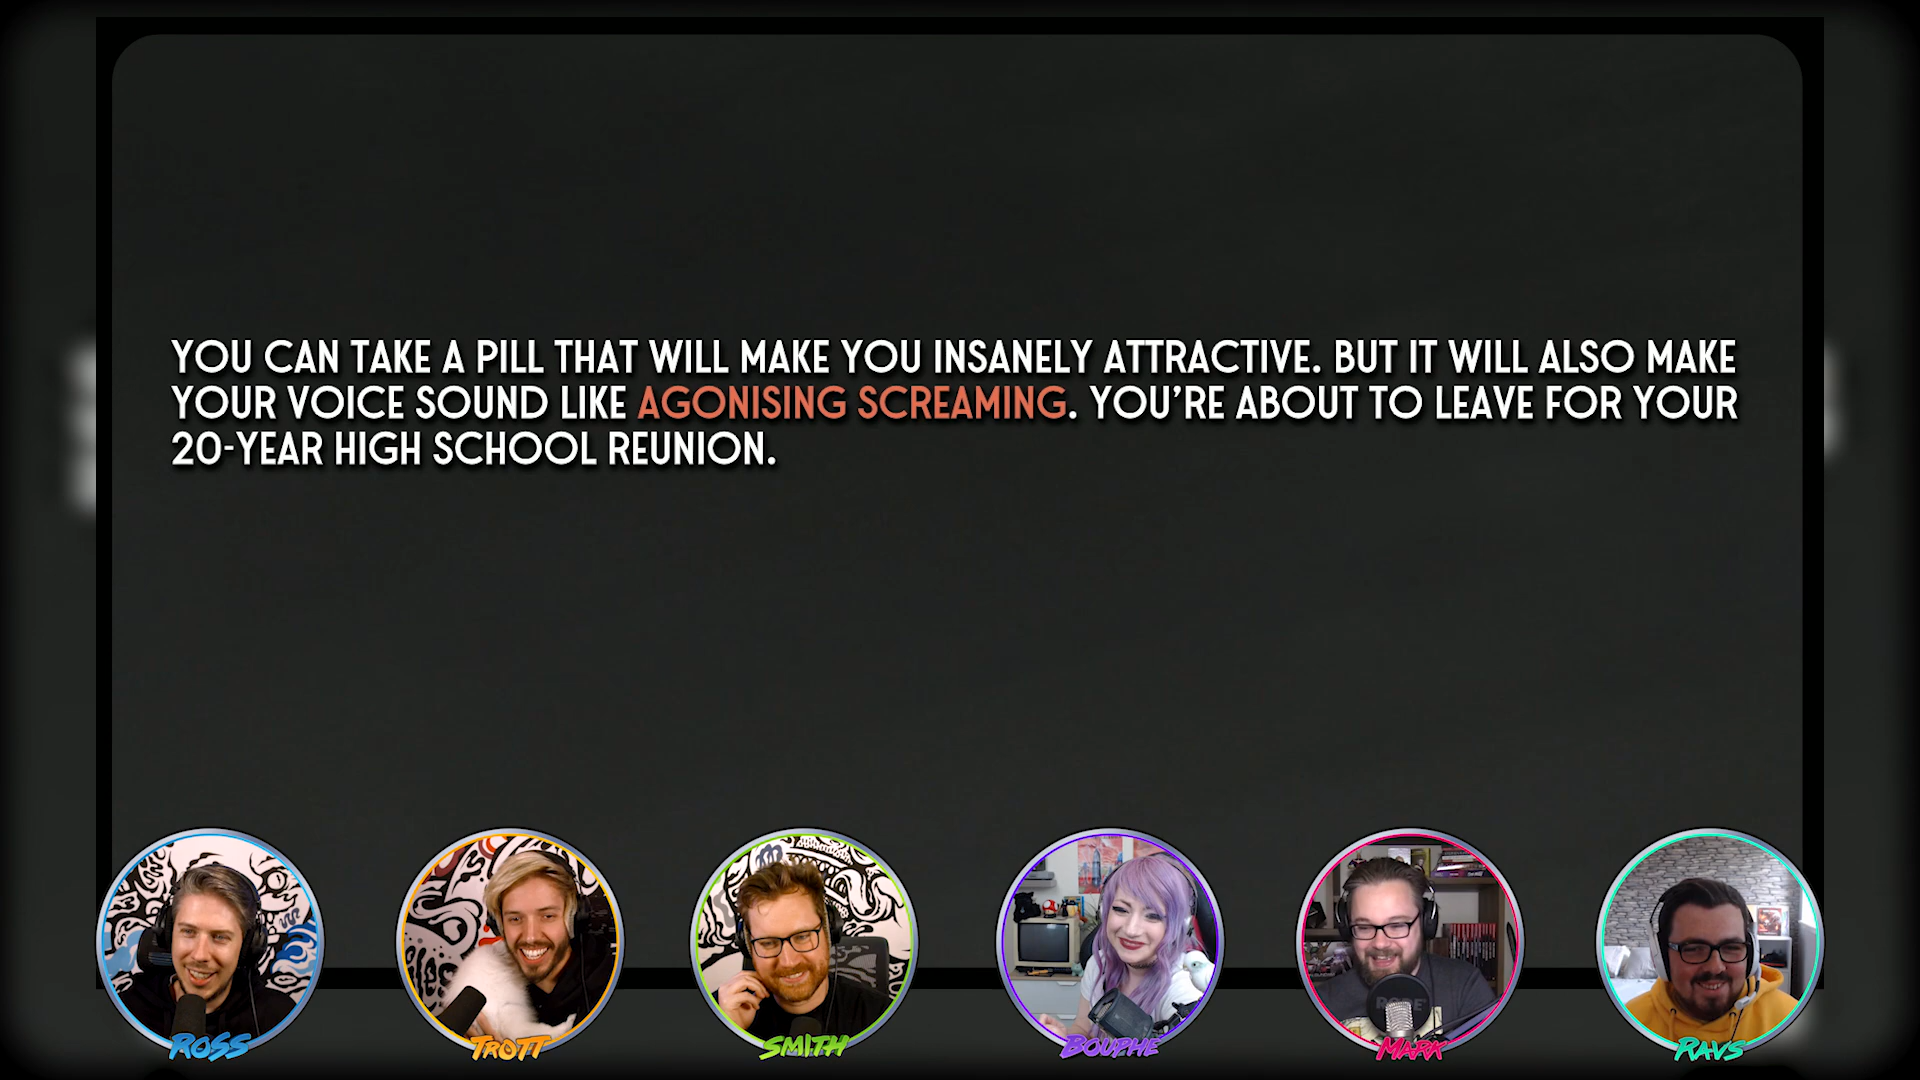 YOU CAN TAKE A PILL THAT WILL MAKE YOU INSANELY ATTRACTIVE. BUT IT WILL ALSO MAKE
YOUR VOICE SOUND LIKE AGONISING SCREAMING. YOU'RE ABOUT TO LEAVE FOR YOUR
20-YEAR HIGH SCHOOL REUNION.
ROSS
TROTT
SMITH
BOUPHE
MARK
RAVS